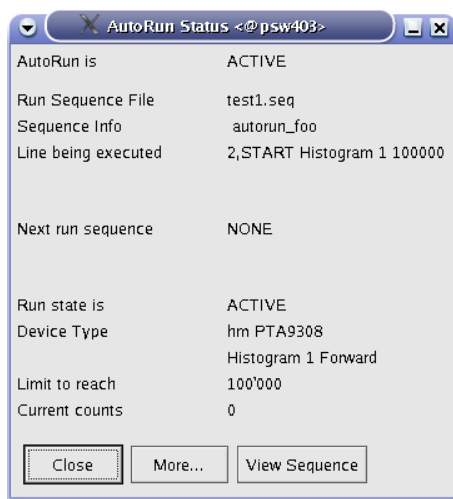 AutoRun Status <@psw403>
AutoRun is ACTIVE
Run Sequence File test1.seq
Sequence Info autorun_foo
Line being executed 2,START Histogram 1 100000
Next run sequence NONE
Run state is ACTIVE
Device Type hm PTA9308
Histogram 1 Forward
Limit to reach 100'000
Current counts 0
Close More... View Sequence